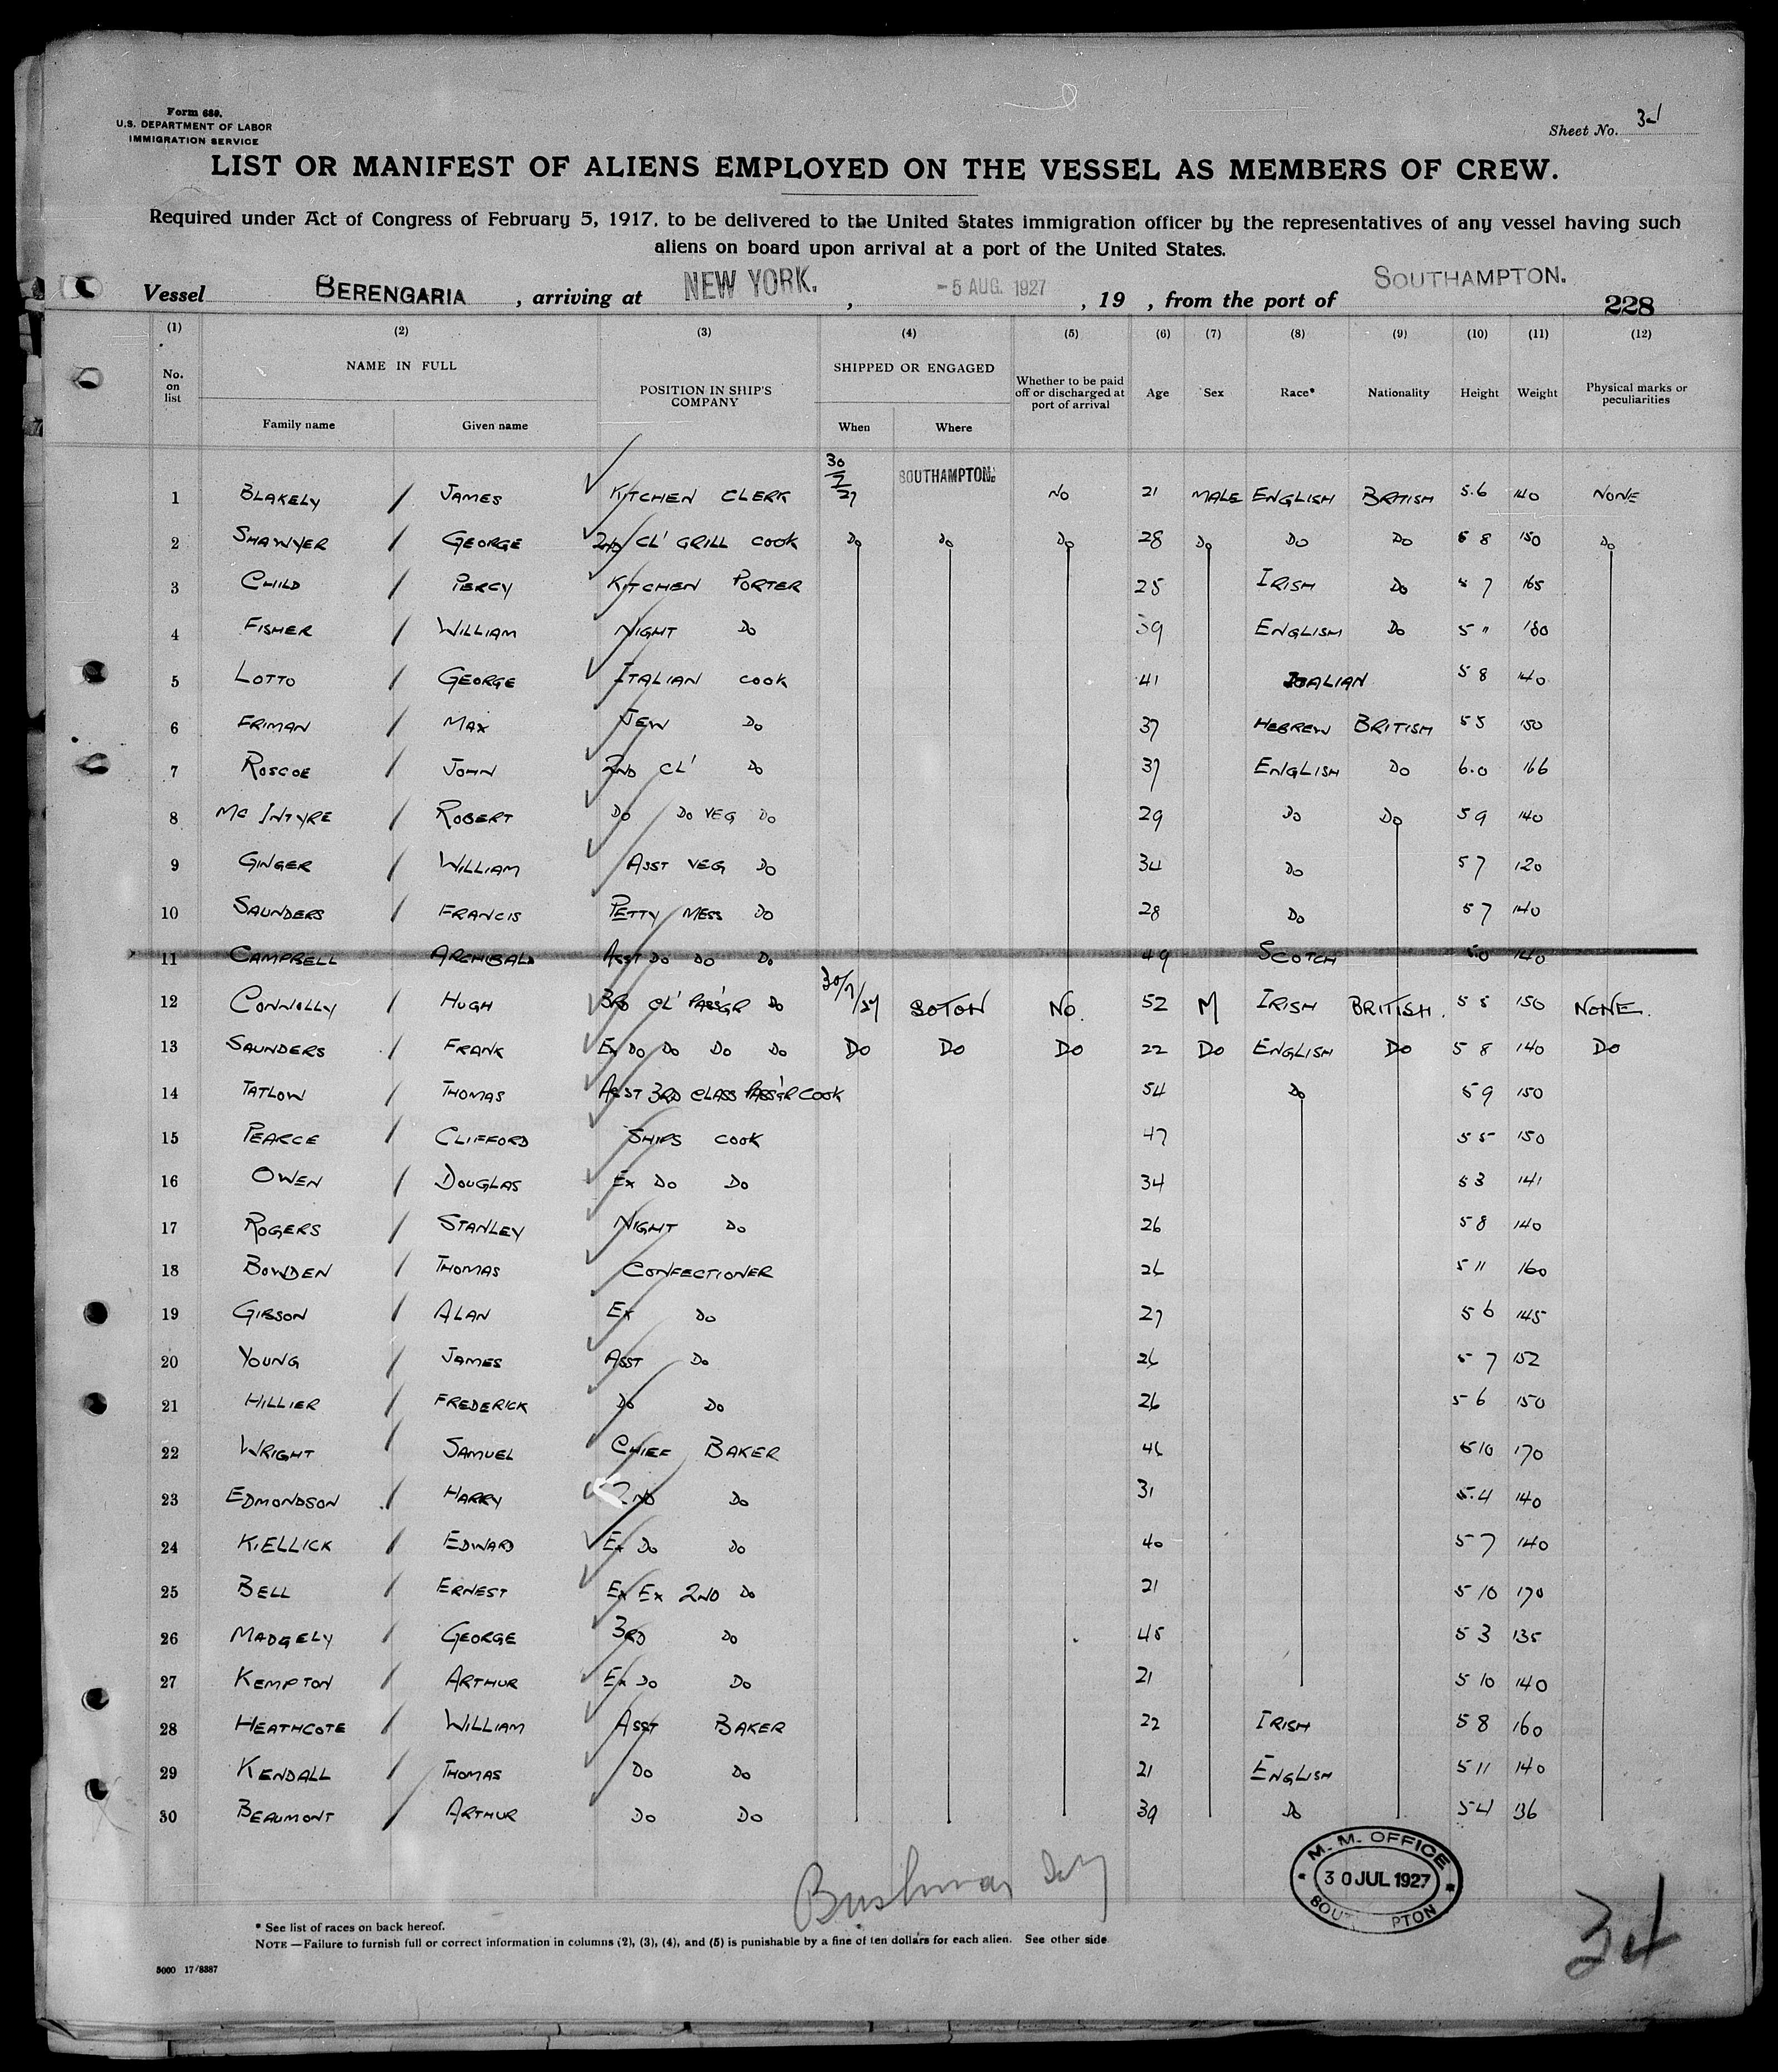 Form 680.
U.S. DEPARTMENT OF LABOR
IMMIGRATION SERVICE
Sheet No. 34
LIST OR MANIFEST OF ALIENS EMPLOYED ON THE VESSEL AS MEMBERS OF CREW.
Required under Act of Congress of February 5, 1917, to be delivered to the United States immigration officer by the representatives of any vessel having such
aliens on board upon arrival at a port of the United States.
Vessel BERENGARIA , arriving at NEW YORK. , -5 AUG. 1927 , 19 , from the port of SOUTHAMPTON.
228
(1) (2) (3) (4) (5) (6) (7) (8) (9) (10) (11) (12)
No. on list NAME IN FULL POSITION IN SHIP'S COMPANY SHIPPED OR ENGAGED Whether to be paid off or discharged at port of arrival Age Sex Race* Nationality Height Weight Physical marks or peculiarities
Family name Given name When Where
1 BLAKELY JAMES KITCHEN CLERK 30/7/27 SOUTHAMPTON. NO 21 MALE ENGLISH BRITISH 5.6 140 NONE
2 SHAWYER GEORGE 2ND CL' GRILL COOK DO DO DO 28 DO DO DO 5 8 150 DO
3 CHILD PERCY KITCHEN PORTER 25 IRISH DO 5 7 165
4 FISHER WILLIAM NIGHT DO 39 ENGLISH DO 5 11 180
5 LOTTO GEORGE ITALIAN COOK 41 ITALIAN 5 8 140
6 FRIMAN MAX JEW DO 37 HEBREW BRITISH 5 5 150
7 ROSCOE JOHN 2ND CL' DO 37 ENGLISH DO 6.0 166
8 MC INTYRE ROBERT DO DO VEG DO 29 DO DO 5 9 140
9 GINGER WILLIAM ASST VEG DO 34 DO 5 7 120
10 SAUNDERS FRANCIS PETTY MESS DO 28 DO 5 7 140
11 CAMPBELL ARCHIBALD ASST DO DO DO 49 SCOTCH 140
12 CONNOLLY HUGH 3RD CL' PASS'GR DO 30/7/27 SOTON NO. 52 M IRISH BRITISH. 5 5 150 NONE.
13 SAUNDERS FRANK EX DO DO DO DO DO DO DO 22 DO ENGLISH DO 5 8 140 DO
14 TATLOW THOMAS ASST 3RD CLASS PASS'GR COOK 54 DO 5 9 150
15 PEARCE CLIFFORD SHIPS COOK 47 5 5 150
16 OWEN DOUGLAS EX DO DO 34 5 3 141
17 ROGERS STANLEY NIGHT DO 26 5 8 140
18 BOWDEN THOMAS CONFECTIONER 26 5 11 160
19 GIBSON ALAN EX DO 27 5 6 145
20 YOUNG JAMES ASST DO 26 5 7 152
21 HILLIER FREDERICK DO DO 26 5 6 150
22 WRIGHT SAMUEL CHIEF BAKER 46 5 10 170
23 EDMONDSON HARRY 2ND DO 31 5.4 140
24 KIELLICK EDWARD EX DO DO 40 5 7 140
25 BELL ERNEST EX EX 2ND DO 21 5 10 170
26 MADGELY GEORGE 3RD DO 45 5 3 135
27 KEMPTON ARTHUR EX DO DO 21 5 10 140
28 HEATHCOTE WILLIAM ASST BAKER 22 IRISH 5 8 160
29 KENDALL THOMAS DO DO 21 ENGLISH 5 11 140
30 BEAUMONT ARTHUR DO DO 39 DO 5 4 136
M. M. OFFICE
30 JUL 1927
SOUT PTON
34
* See list of races on back hereof.
NOTE —Failure to furnish full or correct information in columns (2), (3), (4), and (5) is punishable by a fine of ten dollars for each alien. See other side
5000 17/8887